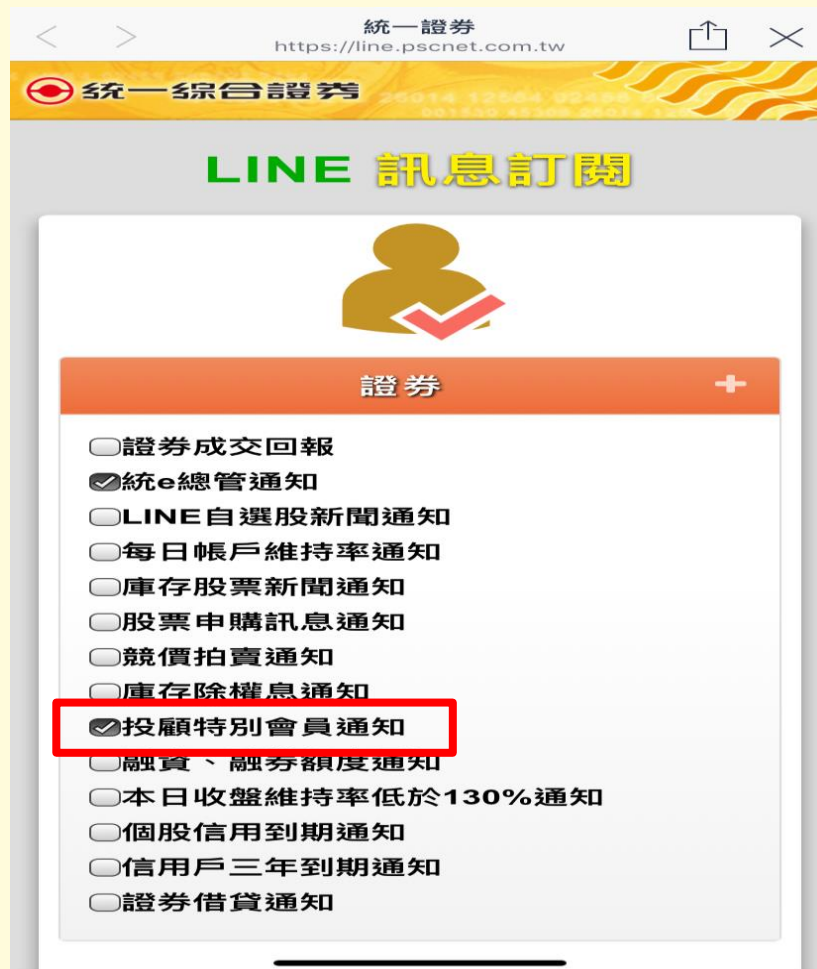 統一證券
https://line.pscnet.com.tw
統一綜合證券
LINE 訊息訂閱
證券
證券成交回報
統e總管通知
LINE自選股新聞通知
每日帳戶維持率通知
庫存股票新聞通知
股票申購訊息通知
競價拍賣通知
庫存除權息通知
投顧特別會員通知
融資、融券額度通知
本日收盤維持率低於130%通知
個股信用到期通知
信用戶三年到期通知
證券借貸通知